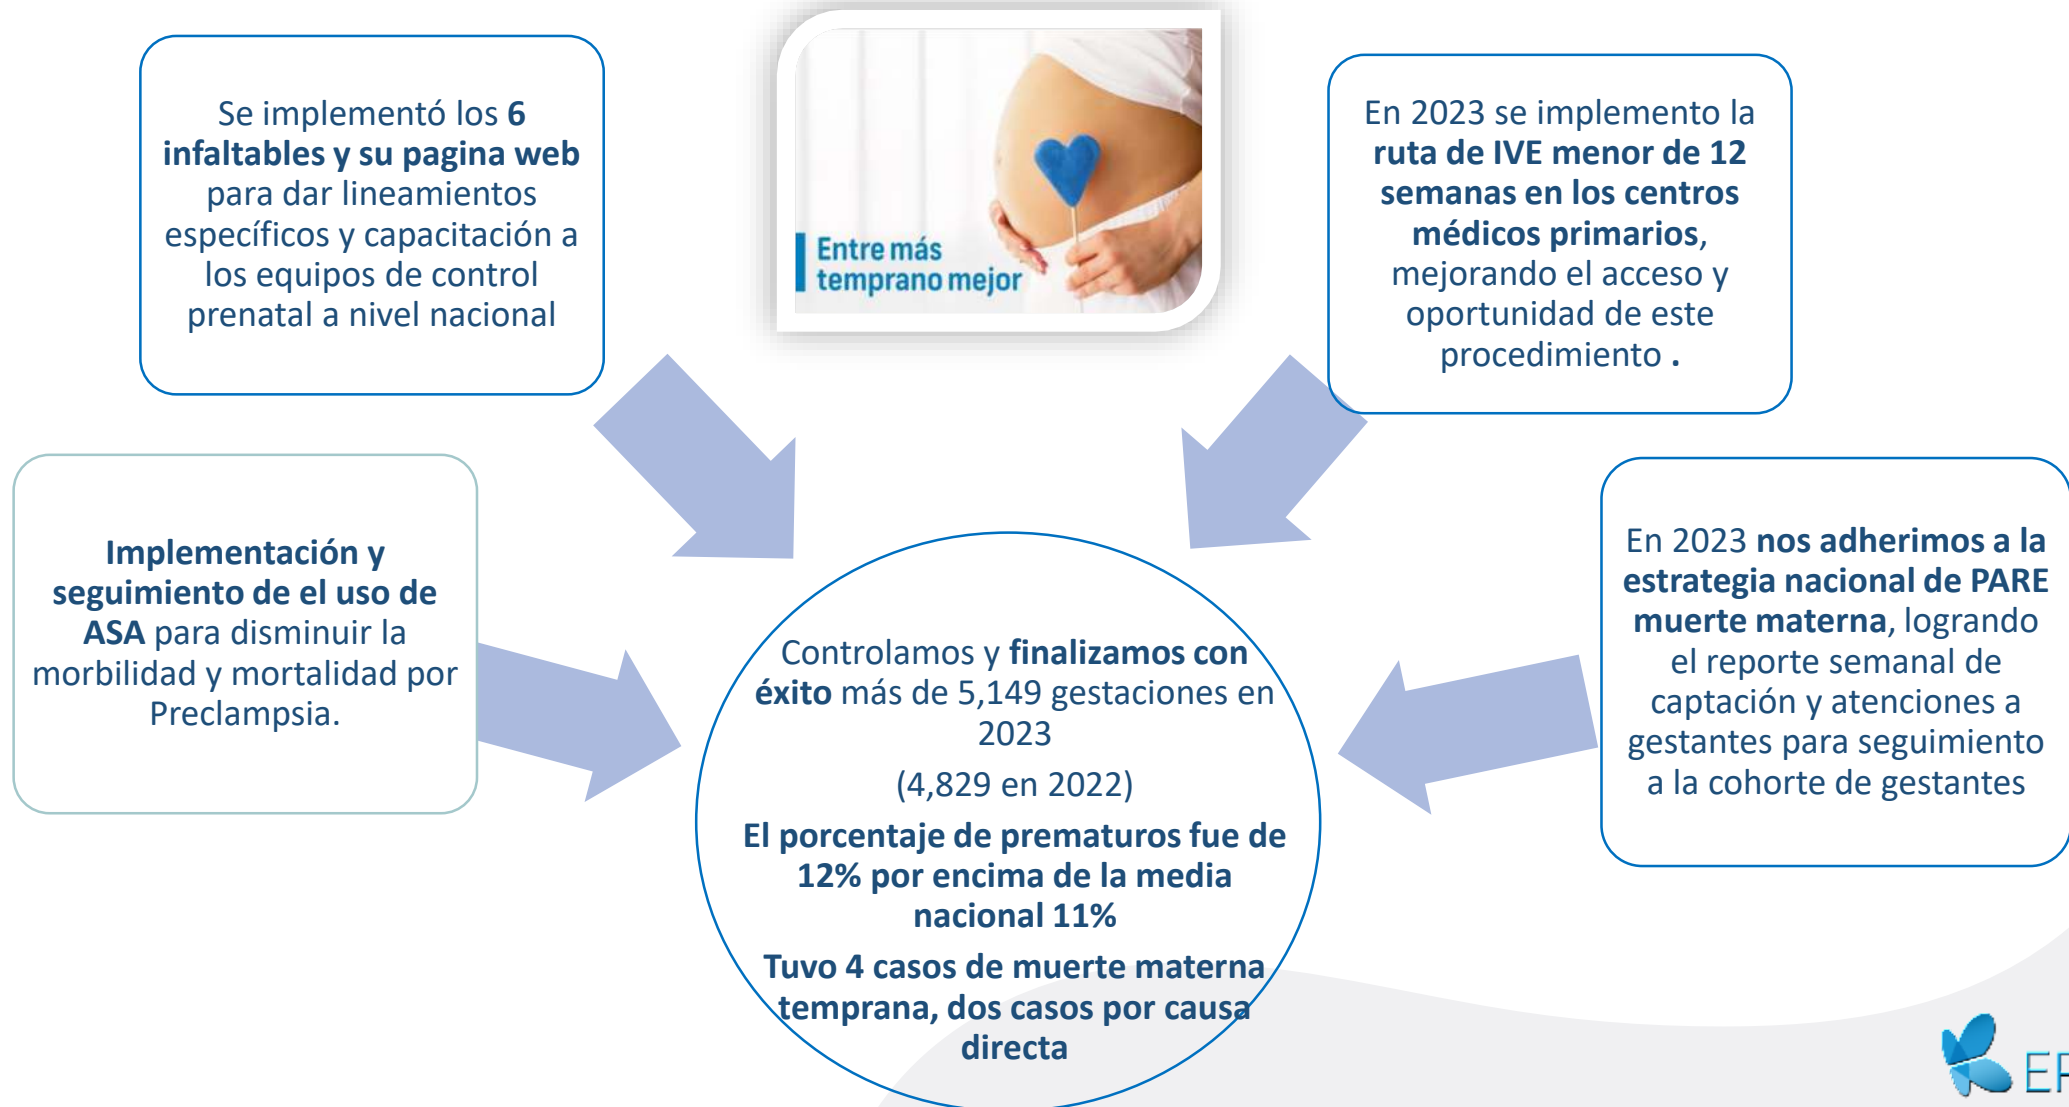 Se implementó los 6
infaltables y su pagina web
para dar lineamientos
específicos y capacitación a
los equipos de control
prenatal a nivel nacional
Entre más
temprano mejor
En 2023 se implemento la
ruta de IVE menor de 12
semanas en los centros
médicos primarios,
mejorando el acceso y
oportunidad de este
procedimiento .
Implementación y
seguimiento de el uso de
ASA para disminuir la
morbilidad y mortalidad por
Preclampsia.
En 2023 nos adherimos a la
estrategia nacional de PARE
muerte materna, logrando
el reporte semanal de
captación y atenciones a
gestantes para seguimiento
a la cohorte de gestantes
Controlamos y finalizamos con
éxito más de 5,149 gestaciones en
2023
(4,829 en 2022)
El porcentaje de prematuros fue de
12% por encima de la media
nacional 11%
Tuvo 4 casos de muerte materna
temprana, dos casos por causa
directa